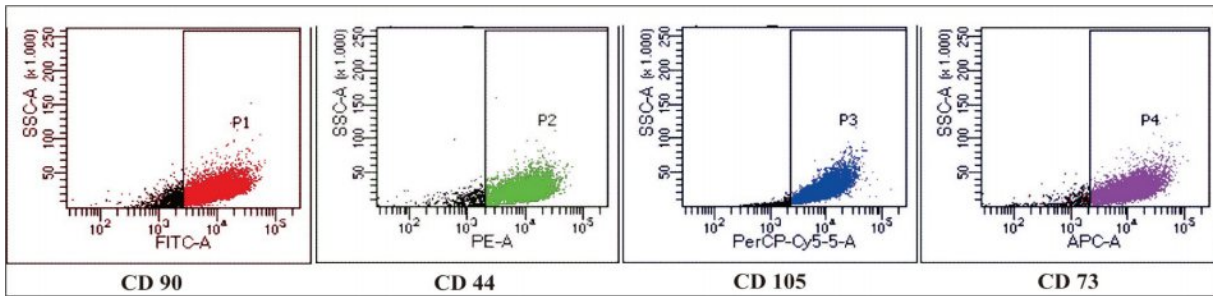 SSC-A (x 1.000)
250
200
150
100
50
P1
10² 10³ 10⁴ 10⁵
FITC-A
CD 90
SSC-A (x 1.000)
250
200
150
100
50
P2
10² 10³ 10⁴ 10⁵
PE-A
CD 44
SSC-A (x 1.000)
250
200
150
100
50
P3
10² 10³ 10⁴ 10⁵
PerCP-Cy5-5-A
CD 105
SSC-A (x 1.000)
250
200
150
100
50
P4
10² 10³ 10⁴ 10⁵
APC-A
CD 73